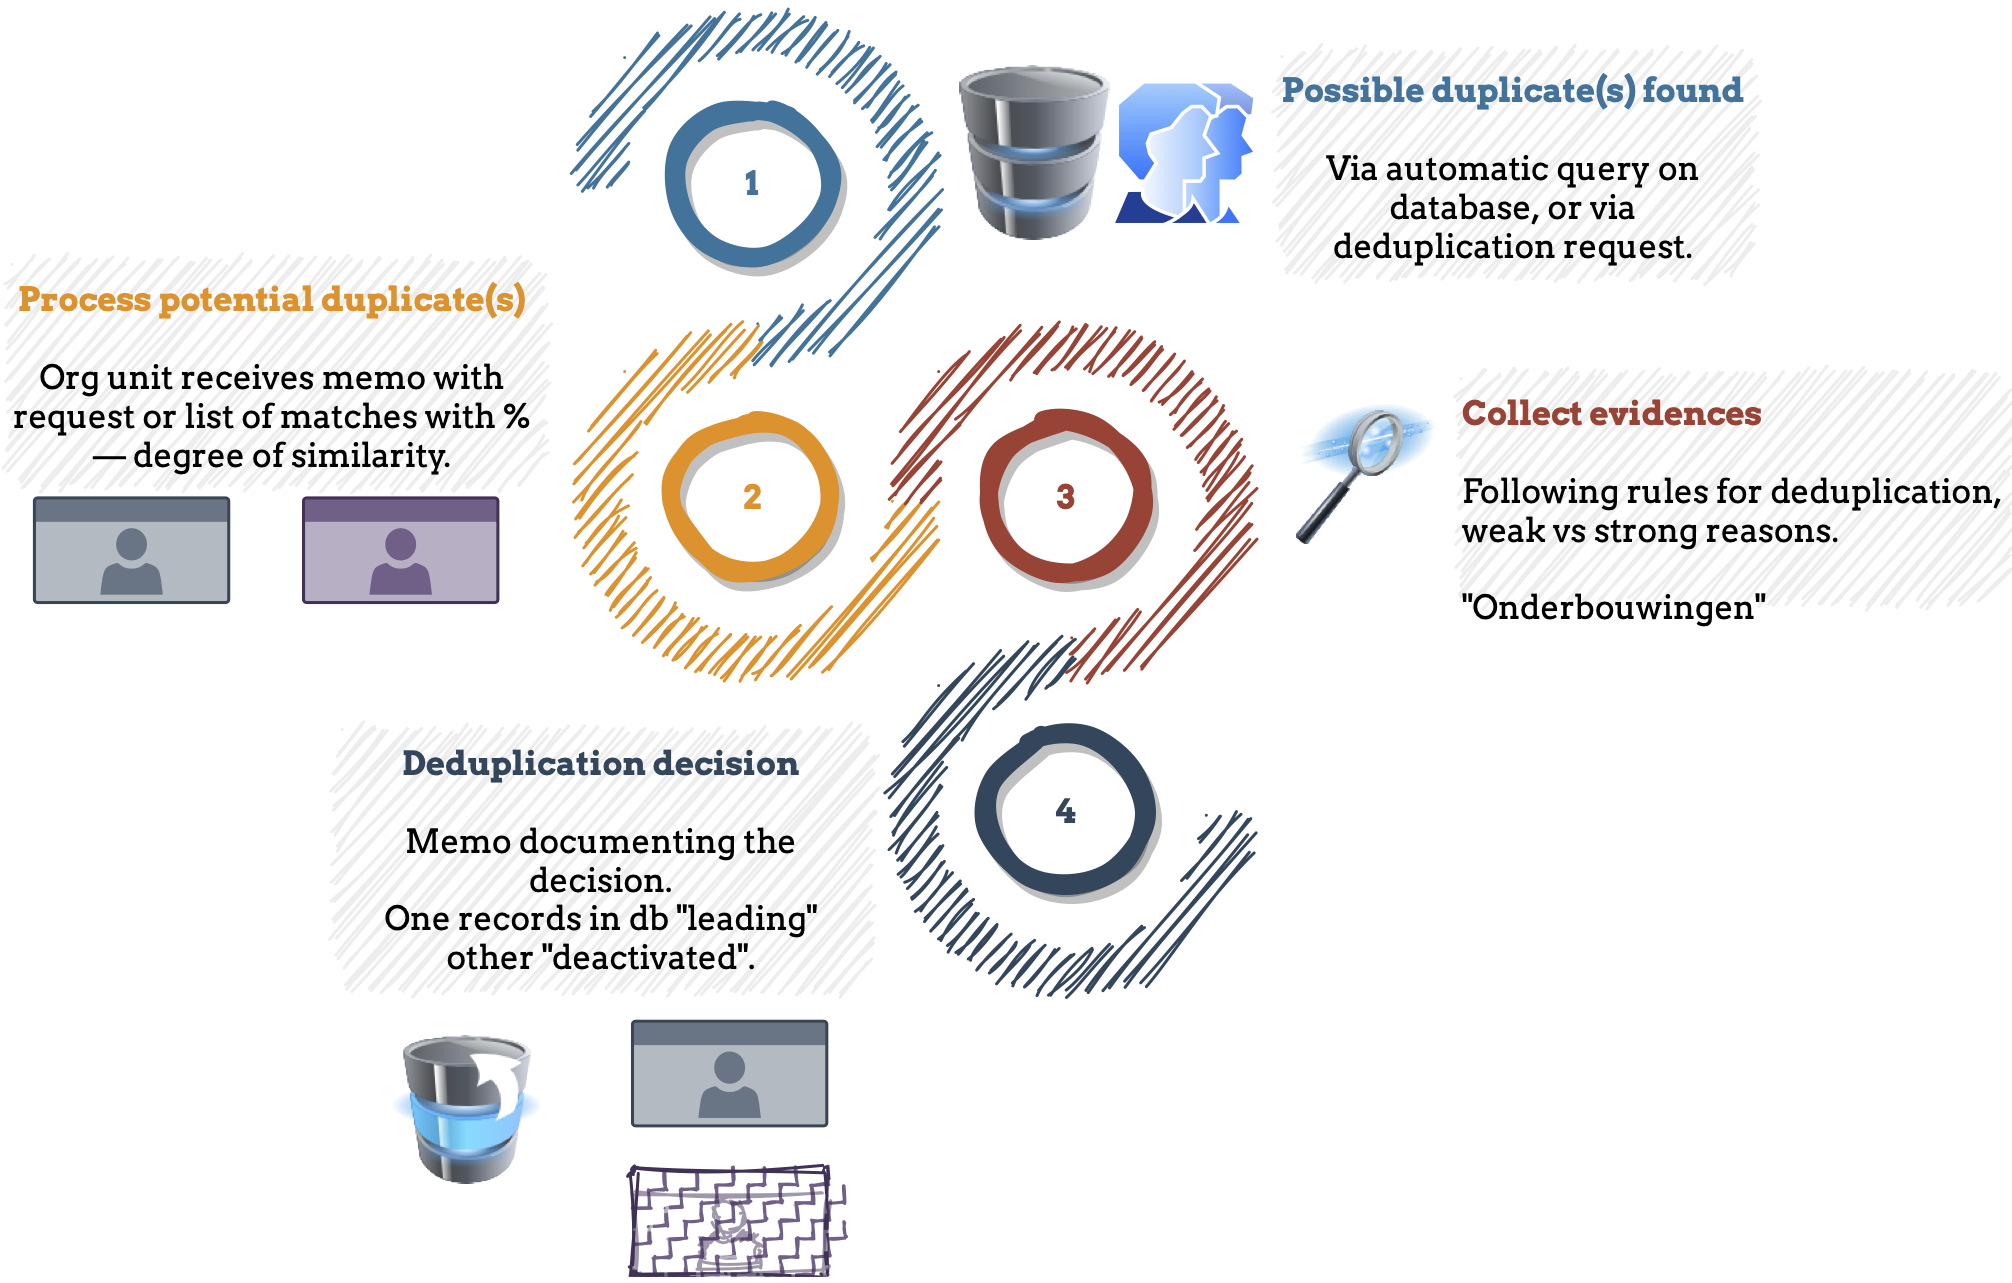 1
Possible duplicate(s) found
Via automatic query on
database, or via
deduplication request.
Process potential duplicate(s)
Org unit receives memo with
request or list of matches with %
— degree of similarity.
2
3
Collect evidences
Following rules for deduplication,
weak vs strong reasons.
"Onderbouwingen"
Deduplication decision
Memo documenting the
decision.
One records in db "leading"
other "deactivated".
4